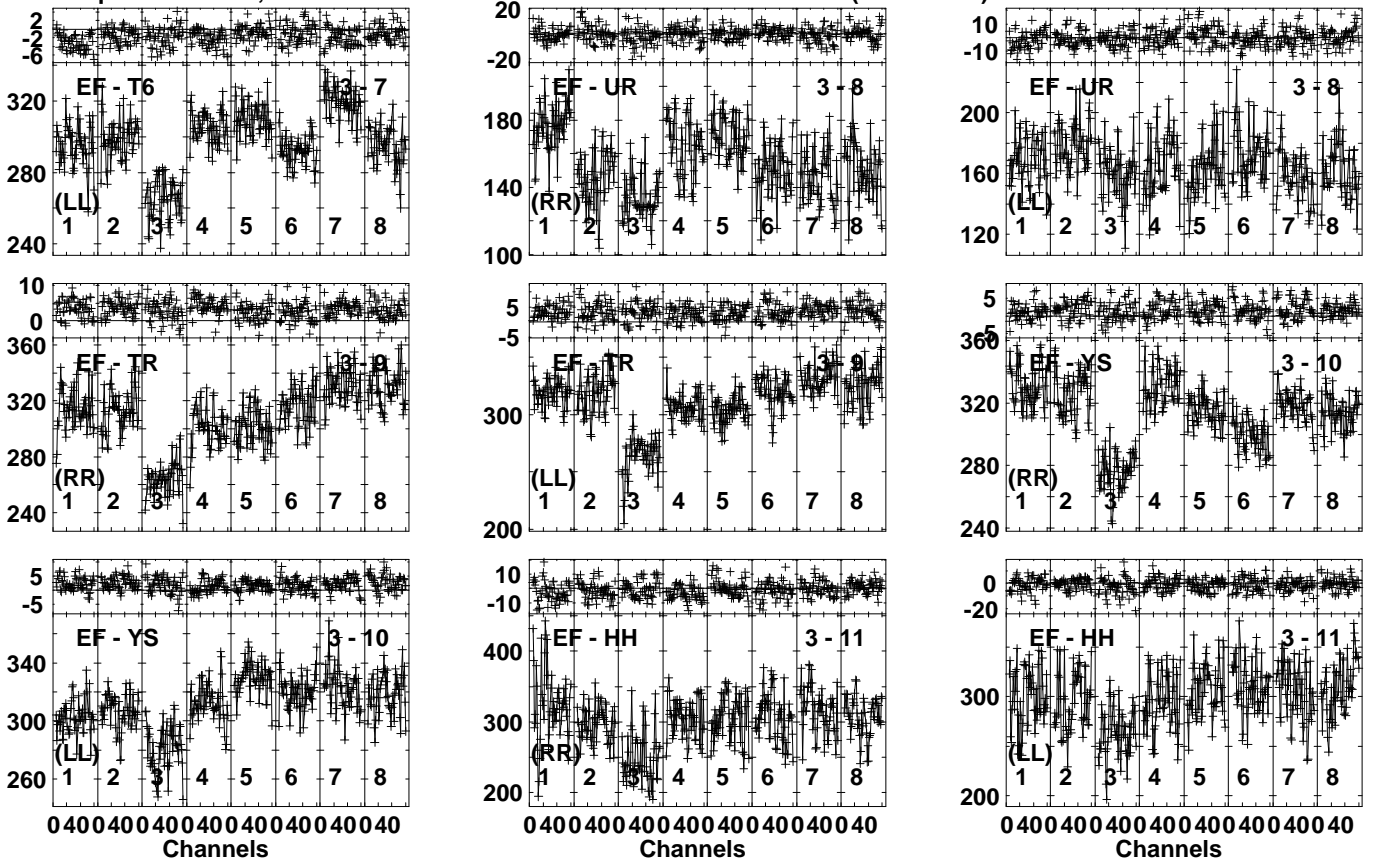 2
-2
-6
EF - T6 3 - 7
320
280
240
(LL)
1 2 3 4 5 6 7 8
20
-20
EF - UR 3 - 8
180
140
100
(RR)
1 2 3 4 5 6 7 8
10
-10
EF - UR 3 - 8
200
160
120
(LL)
1 2 3 4 5 6 7 8
10
0
EF - TR 3 - 9
360
320
280
240
(RR)
1 2 3 4 5 6 7 8
5
-5
EF - TR 3 - 9
300
200
(LL)
1 2 3 4 5 6 7 8
5
-5
EF - YS 3 - 10
360
320
280
240
(RR)
1 2 3 4 5 6 7 8
5
-5
EF - YS 3 - 10
340
300
260
(LL)
1 2 3 4 5 6 7 8
0 40 0 40 0 40 0 40 0 40 0 40 0 40 0 40
Channels
10
-10
EF - HH 3 - 11
400
300
200
(RR)
1 2 3 4 5 6 7 8
0 40 0 40 0 40 0 40 0 40 0 40 0 40 0 40
Channels
0
-20
EF - HH 3 - 11
300
200
(LL)
1 2 3 4 5 6 7 8
0 40 0 40 0 40 0 40 0 40 0 40 0 40 0 40
Channels